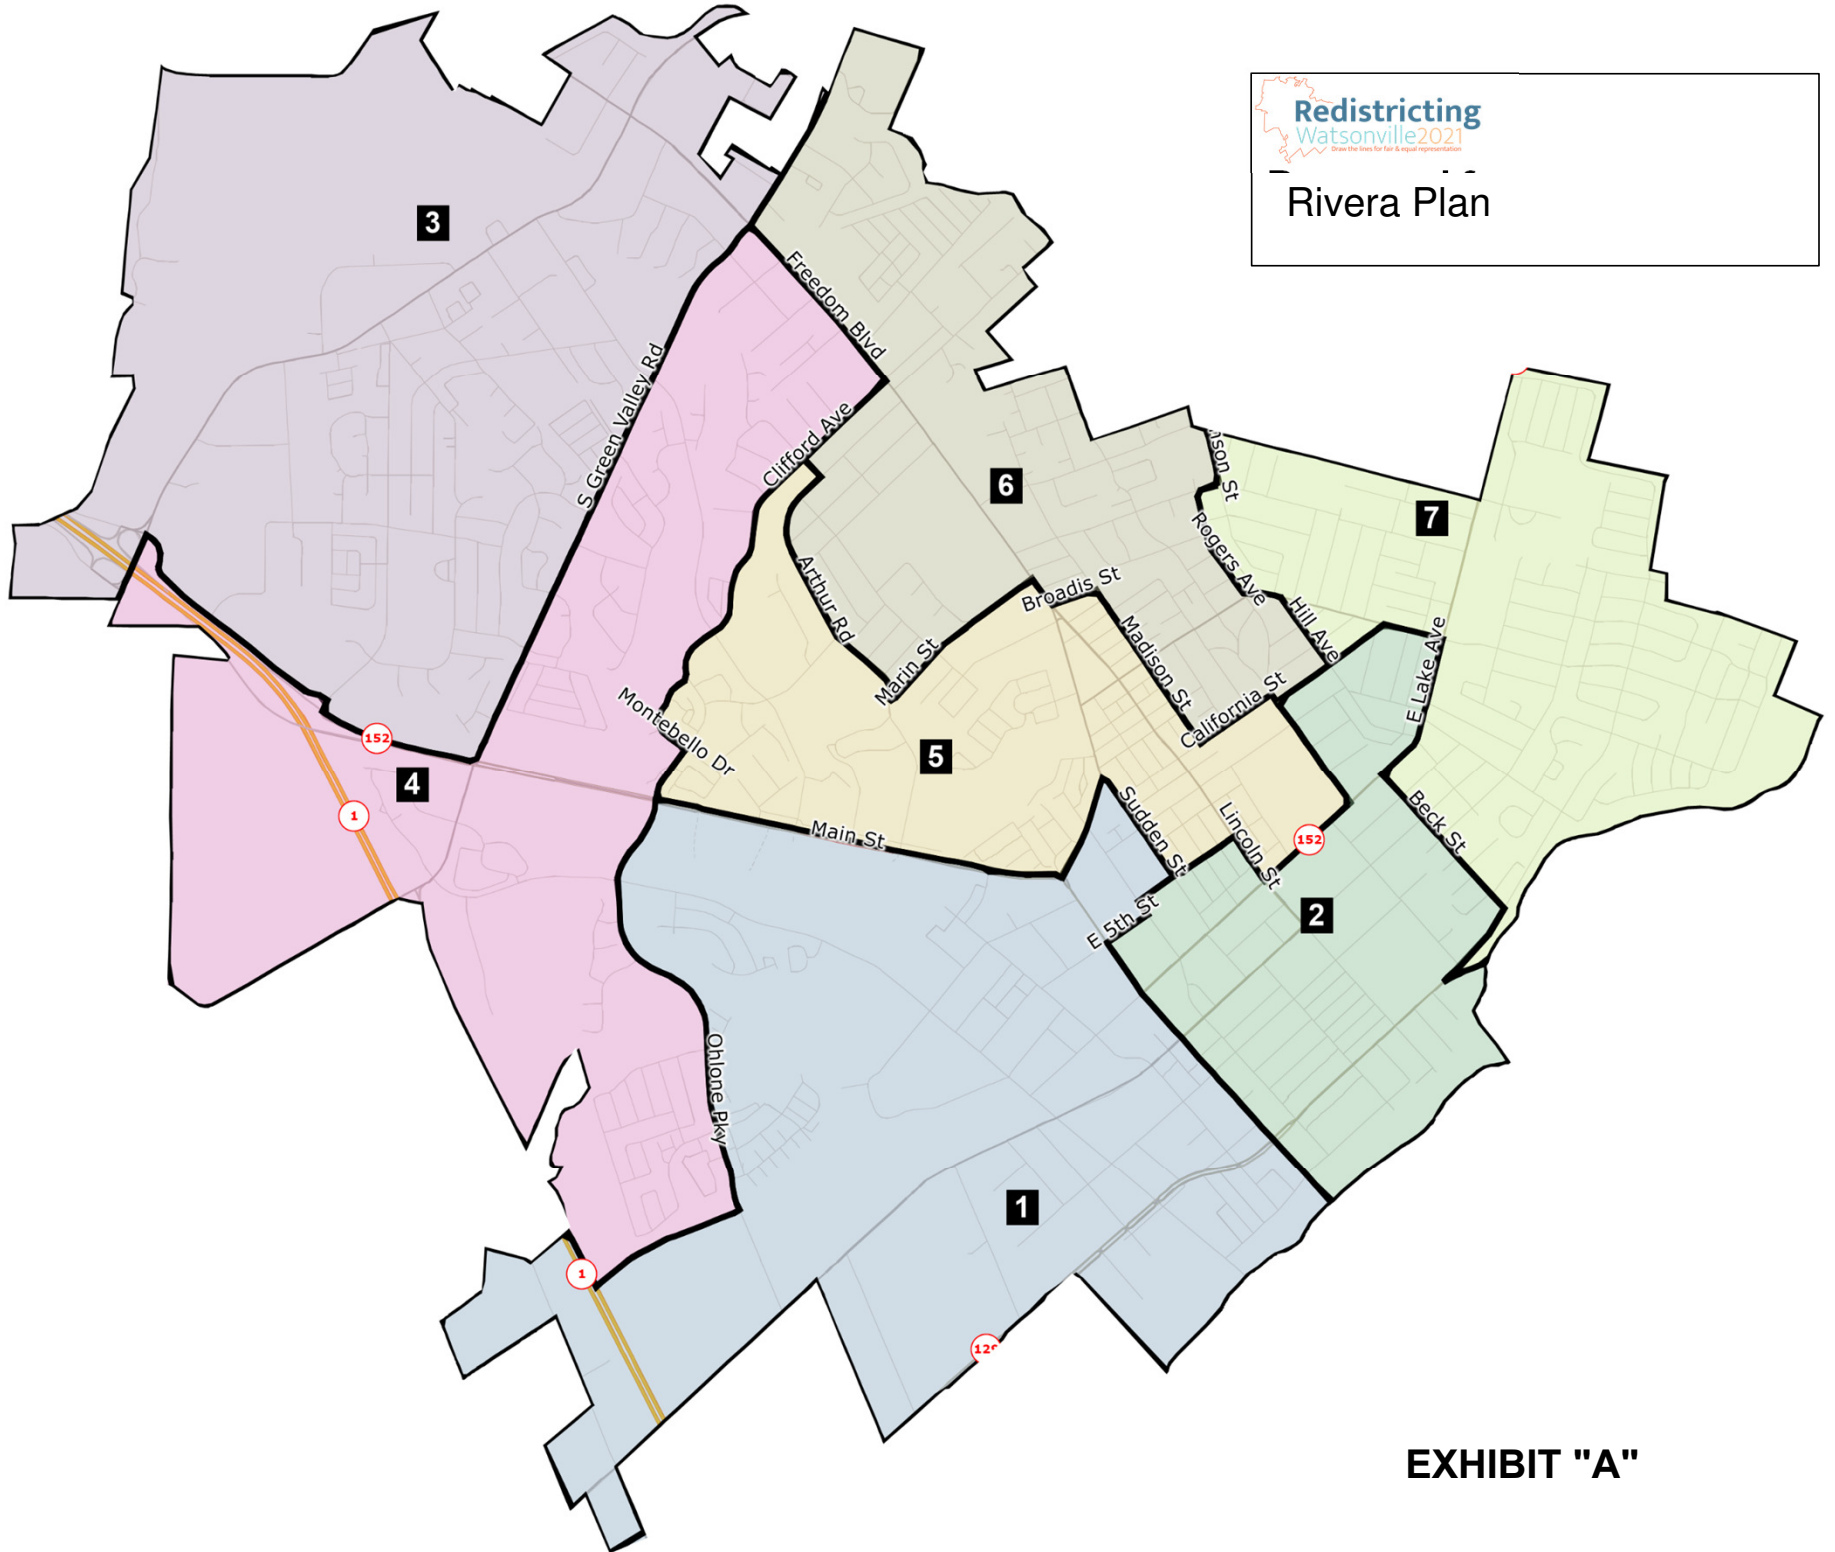 Redistricting
Watsonville2021
Draw the lines for fair & equal representation
Rivera Plan
3
Freedom Blvd
S Green Valley Rd
Clifford Ave
6
nson St
7
Rogers Ave
Arthur Rd
Broadis St
Hill Ave
Madison St
E Lake Ave
Marin St
California St
Montebello Dr
152
5
4
1
Main St
Sudden St
Lincoln St
152
Beck St
2
E 5th St
Ohlone Pky
1
1
129
EXHIBIT "A"